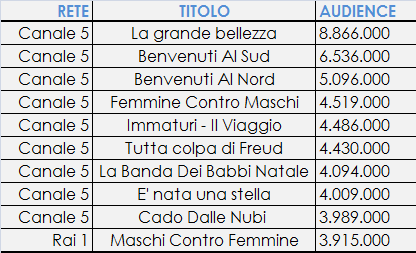 RETE TITOLO AUDIENCE
Canale 5 La grande bellezza 8.866.000
Canale 5 Benvenuti Al Sud 6.536.000
Canale 5 Benvenuti Al Nord 5.096.000
Canale 5 Femmine Contro Maschi 4.519.000
Canale 5 Immaturi - Il Viaggio 4.486.000
Canale 5 Tutta colpa di Freud 4.430.000
Canale 5 La Banda Dei Babbi Natale 4.094.000
Canale 5 E' nata una stella 4.009.000
Canale 5 Cado Dalle Nubi 3.989.000
Rai 1 Maschi Contro Femmine 3.915.000